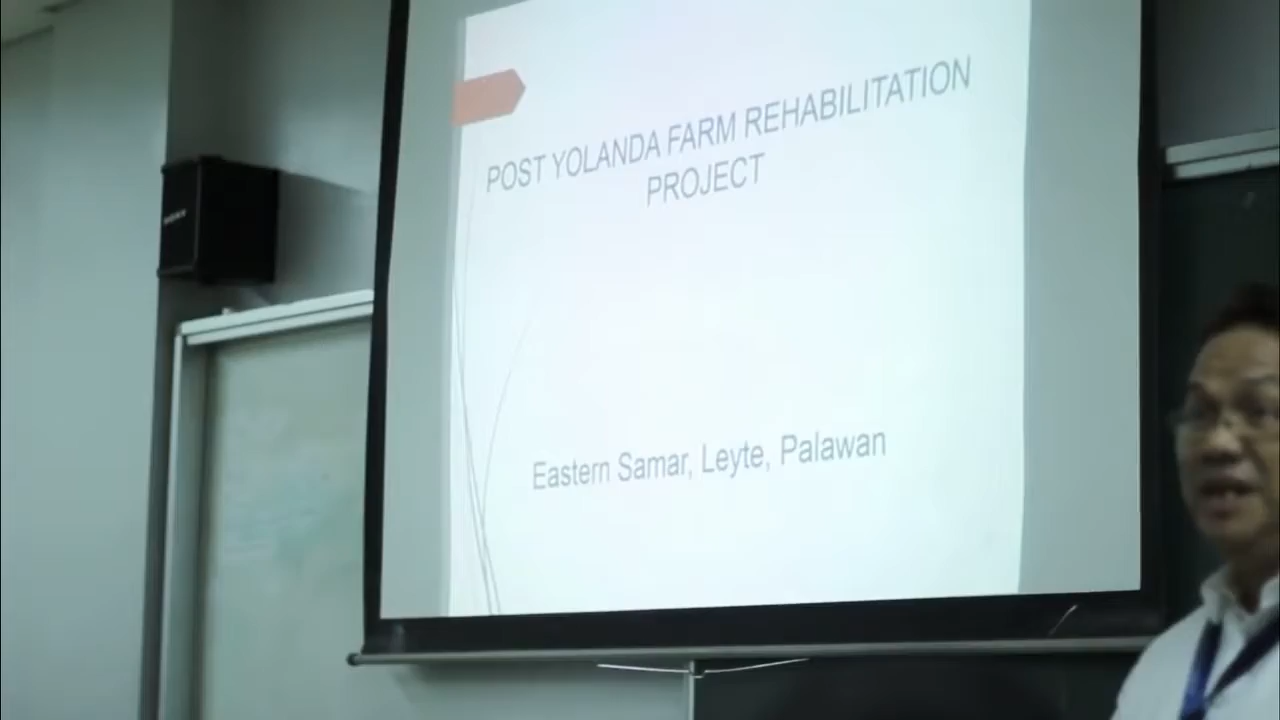 POST YOLANDA FARM REHABILITATION
PROJECT
Eastern Samar, Leyte, Palawan